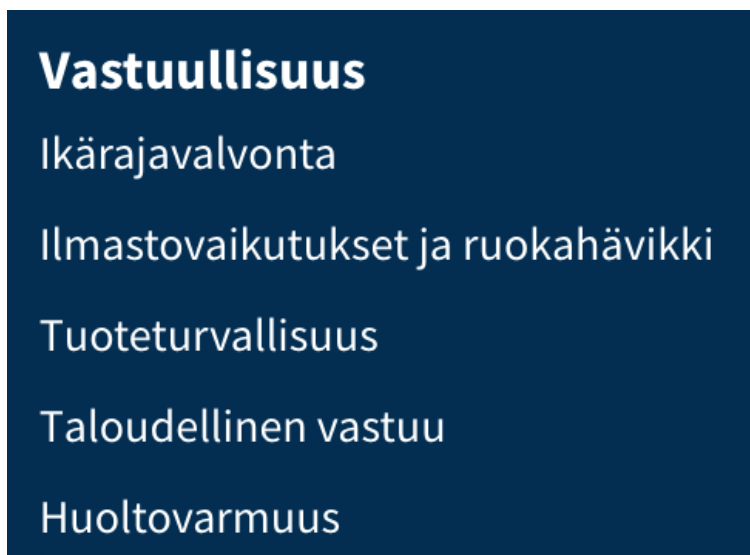 Vastuullisuus
Ikärajavalvonta
Ilmastovaikutukset ja ruokahävikki
Tuoteturvallisuus
Taloudellinen vastuu
Huoltovarmuus